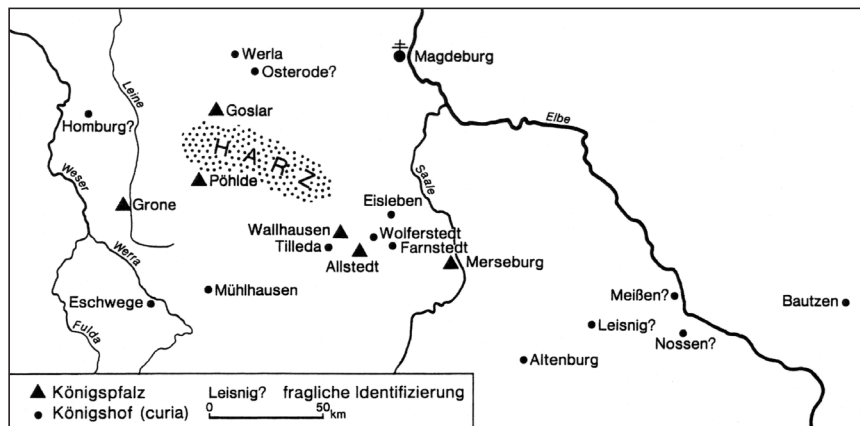 Werla
Magdeburg
Osterode?
Leine
Goslar
Homburg?
Elbe
HARZ
Saale
Weser
Pöhlde
Eisleben
Grone
Wallhausen
Wolferstedt
Tilleda
Farnstedt
Allstedt
Merseburg
Werra
Mühlhausen
Meißen?
Eschwege
Bautzen
Leisnig?
Fulda
Nossen?
Altenburg
Königspfalz
Leisnig? fragliche Identifizierung
Königshof (curia)
0 50
km